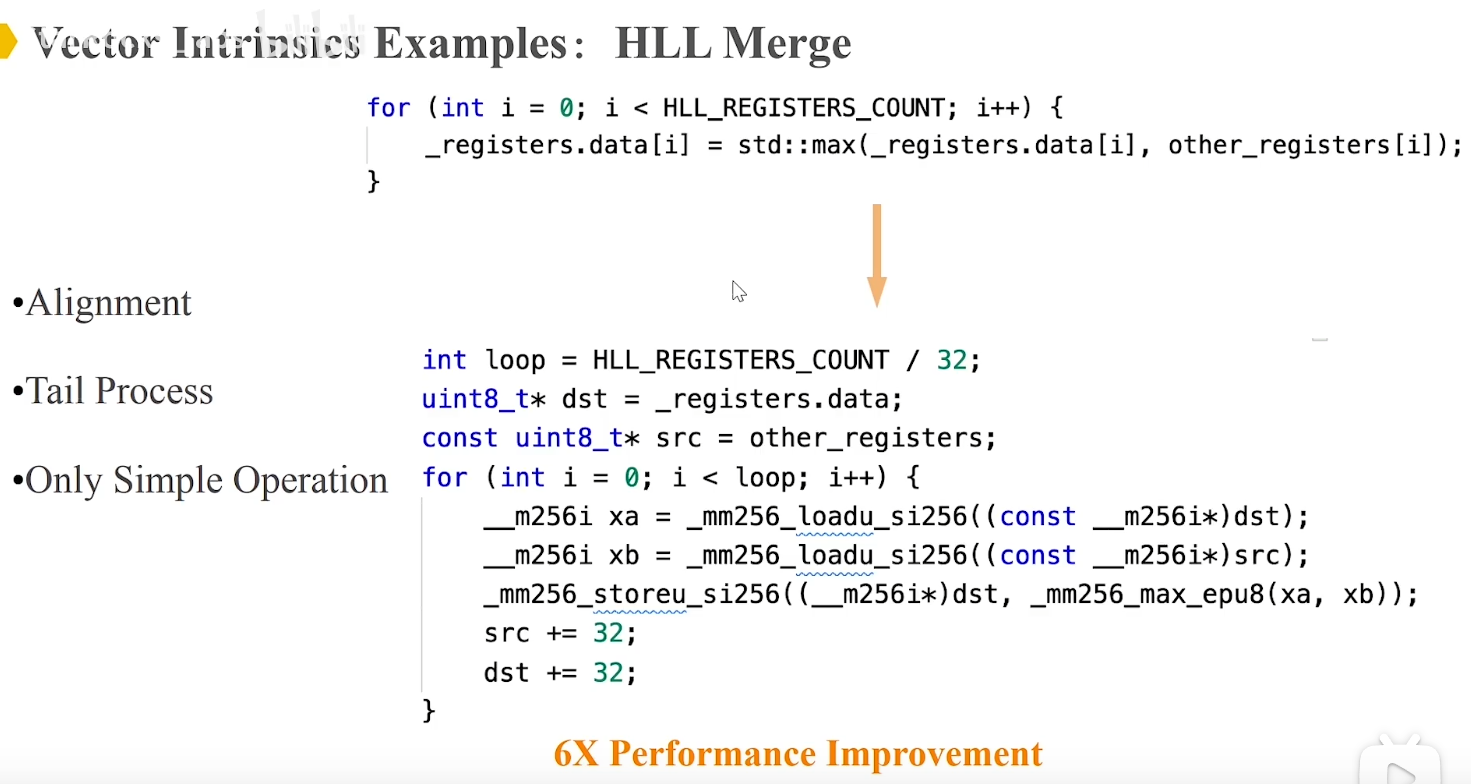 Vector Intrinsics Examples: HLL Merge
for (int i = 0; i < HLL_REGISTERS_COUNT; i++) {
_registers.data[i] = std::max(_registers.data[i], other_registers[i]);
}
•Alignment
•Tail Process
•Only Simple Operation
int loop = HLL_REGISTERS_COUNT / 32;
uint8_t* dst = _registers.data;
const uint8_t* src = other_registers;
for (int i = 0; i < loop; i++) {
__m256i xa = _mm256_loadu_si256((const __m256i*)dst);
__m256i xb = _mm256_loadu_si256((const __m256i*)src);
_mm256_storeu_si256((__m256i*)dst, _mm256_max_epu8(xa, xb));
src += 32;
dst += 32;
}
6X Performance Improvement